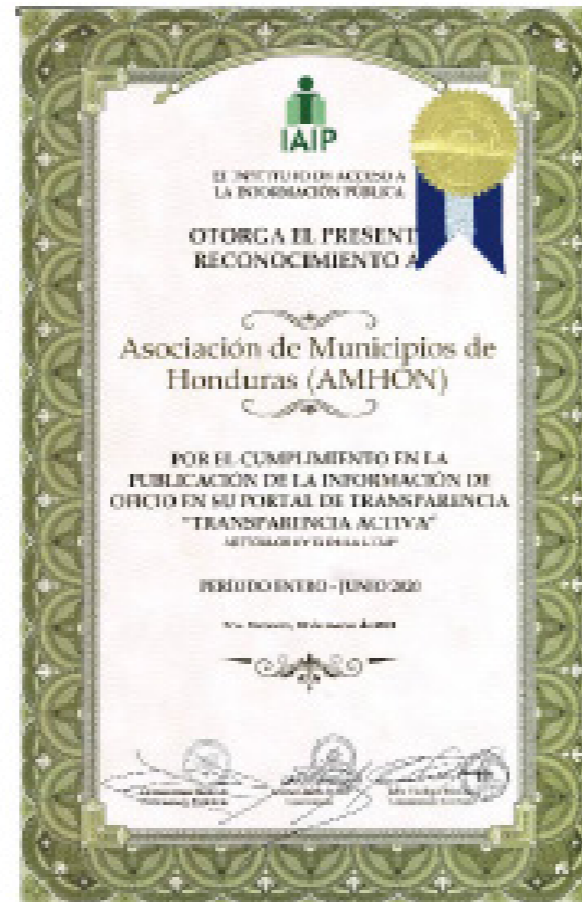 IAIP
EL INSTITUTO DE ACCESO A
LA INFORMACIÓN PÚBLICA
OTORGA EL PRESENT
RECONOCIMIENTO A
Asociación de Municipios de
Honduras (AMHON)
POR EL CUMPLIMIENTO EN LA
PUBLICACIÓN DE LA INFORMACIÓN DE
OFICIO EN SU PORTAL DE TRANSPARENCIA
"TRANSPARENCIA ACTIVA"
PERÍODO ENERO - JUNIO 2020